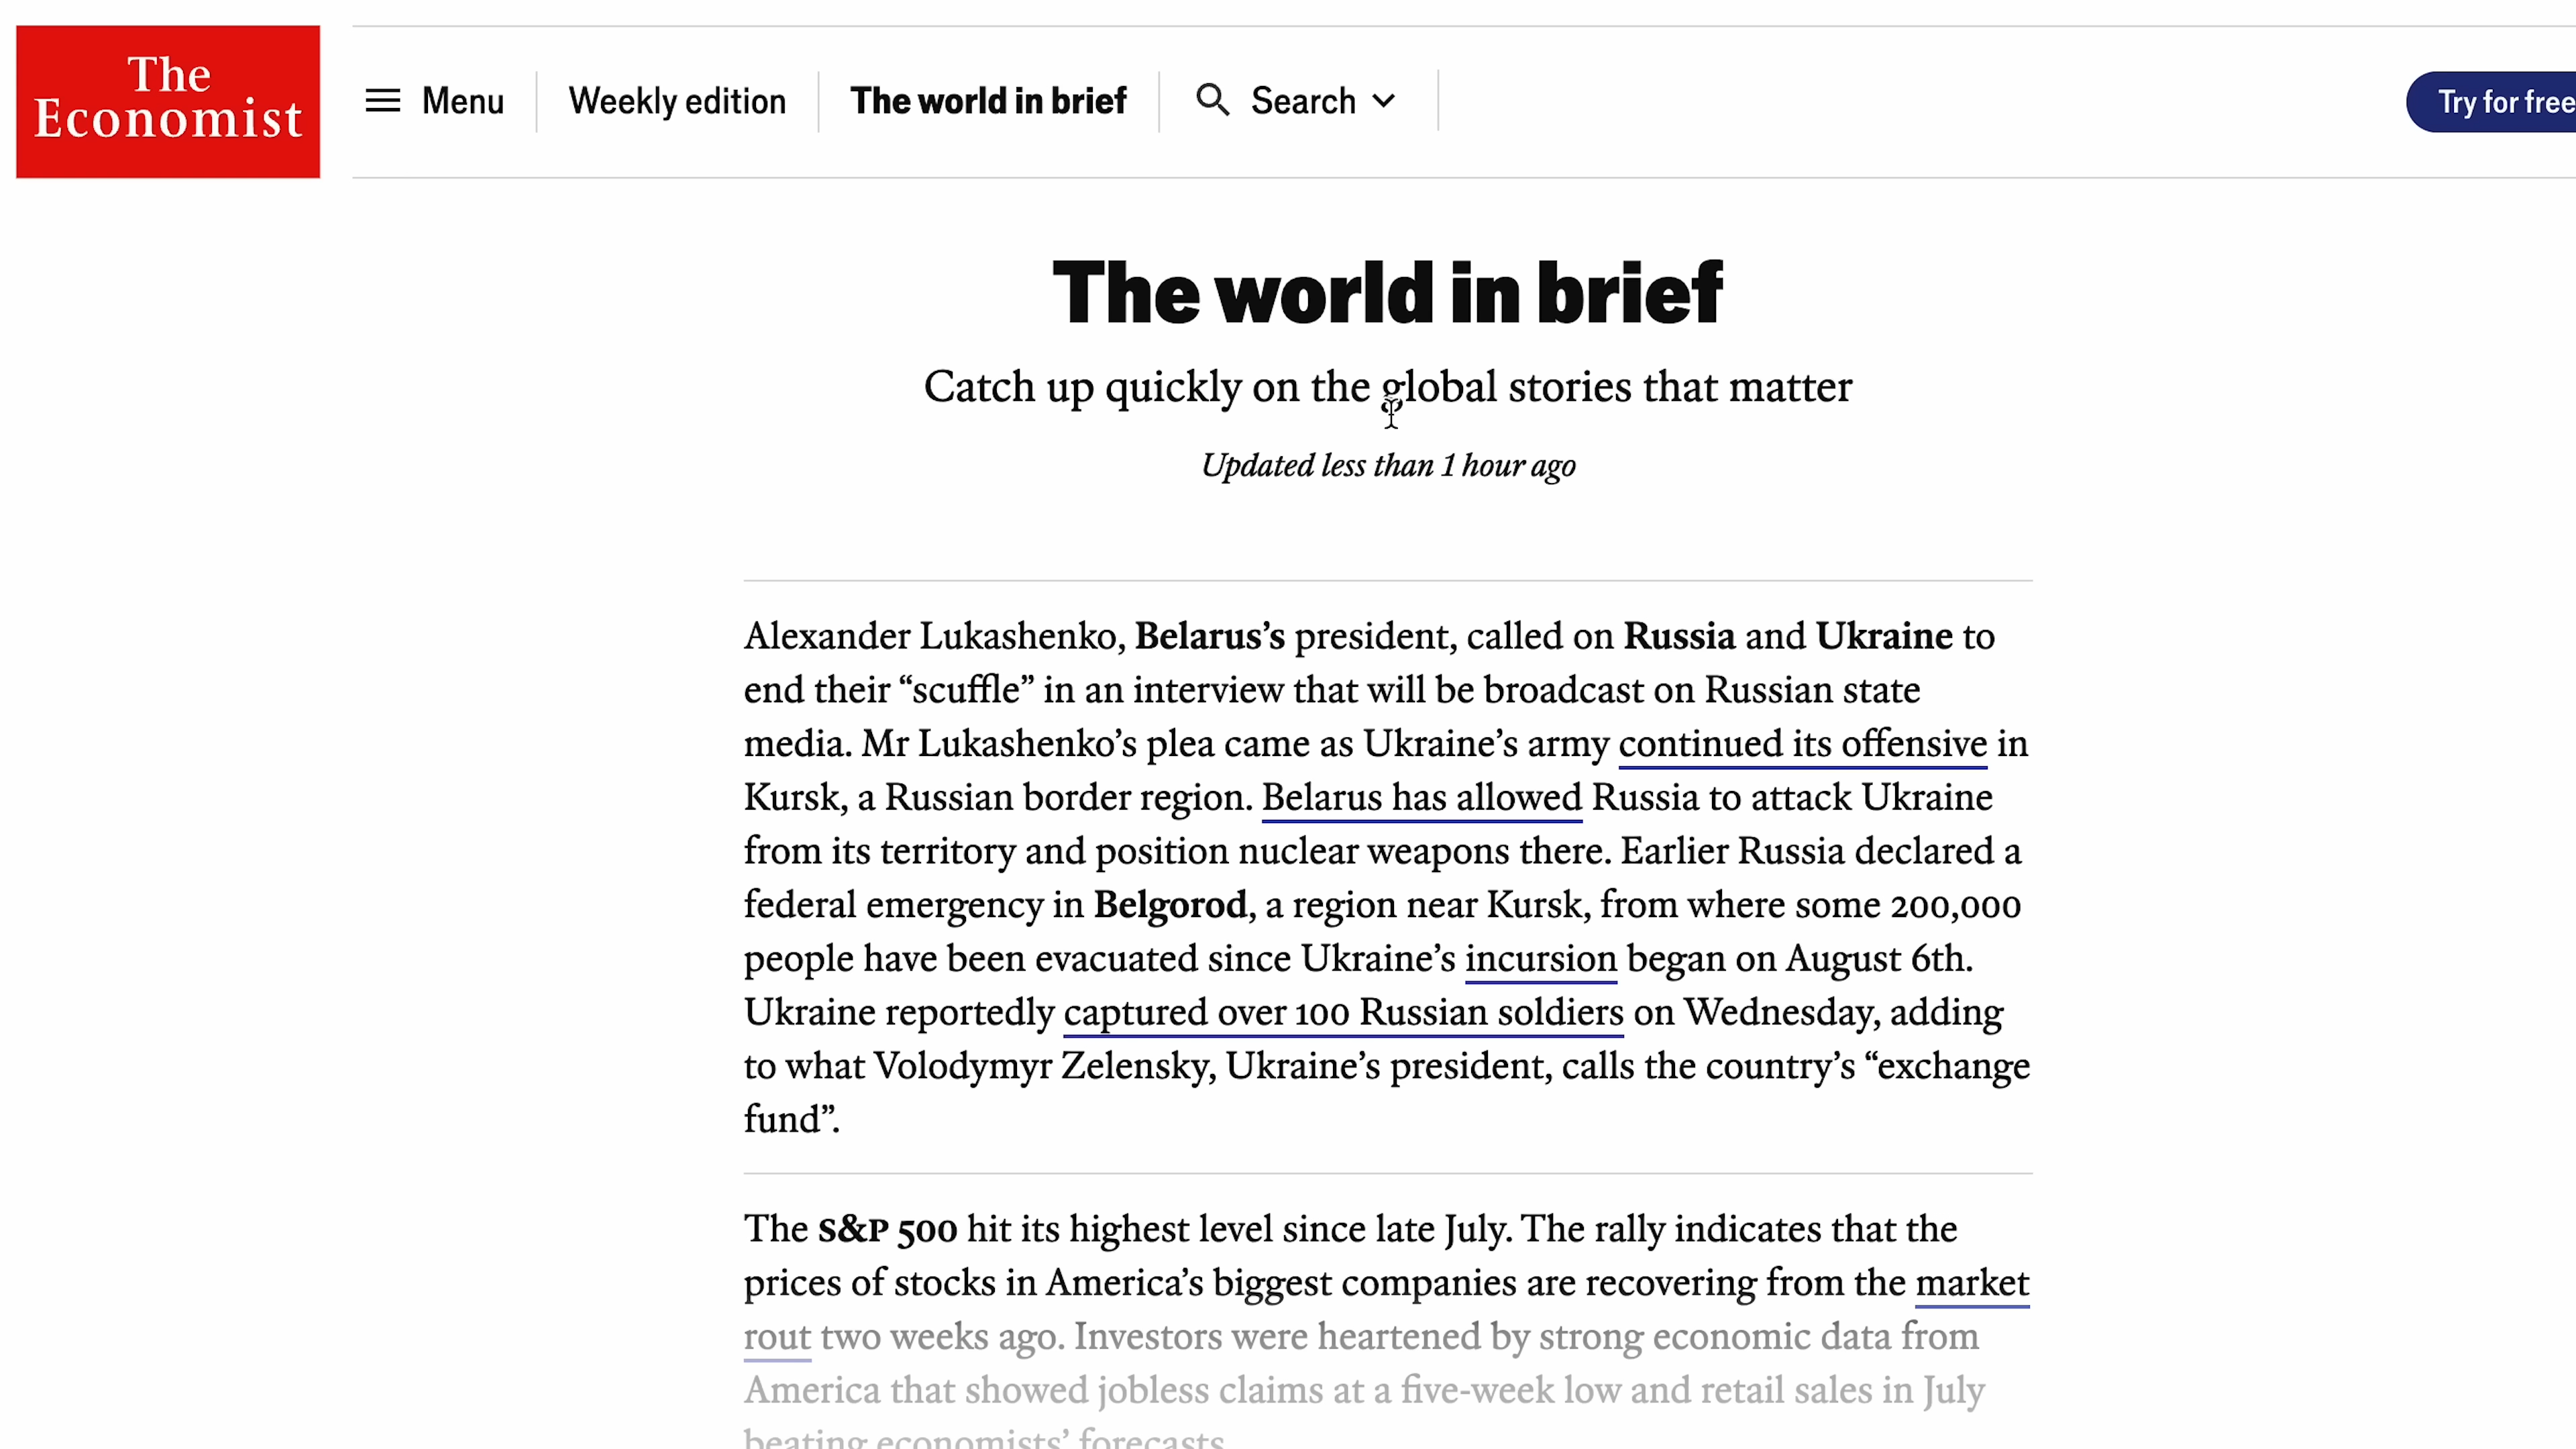 The
Economist
Menu
Weekly edition
The world in brief
Search
Try for free
The world in brief
Catch up quickly on the global stories that matter
Updated less than 1 hour ago
Alexander Lukashenko, Belarus’s president, called on Russia and Ukraine to
end their “scuffle” in an interview that will be broadcast on Russian state
media. Mr Lukashenko’s plea came as Ukraine’s army continued its offensive in
Kursk, a Russian border region. Belarus has allowed Russia to attack Ukraine
from its territory and position nuclear weapons there. Earlier Russia declared a
federal emergency in Belgorod, a region near Kursk, from where some 200,000
people have been evacuated since Ukraine’s incursion began on August 6th.
Ukraine reportedly captured over 100 Russian soldiers on Wednesday, adding
to what Volodymyr Zelensky, Ukraine’s president, calls the country’s “exchange
fund”.
The S&P 500 hit its highest level since late July. The rally indicates that the
prices of stocks in America’s biggest companies are recovering from the market
rout two weeks ago. Investors were heartened by strong economic data from
America that showed jobless claims at a five-week low and retail sales in July
beating economists’ forecasts.